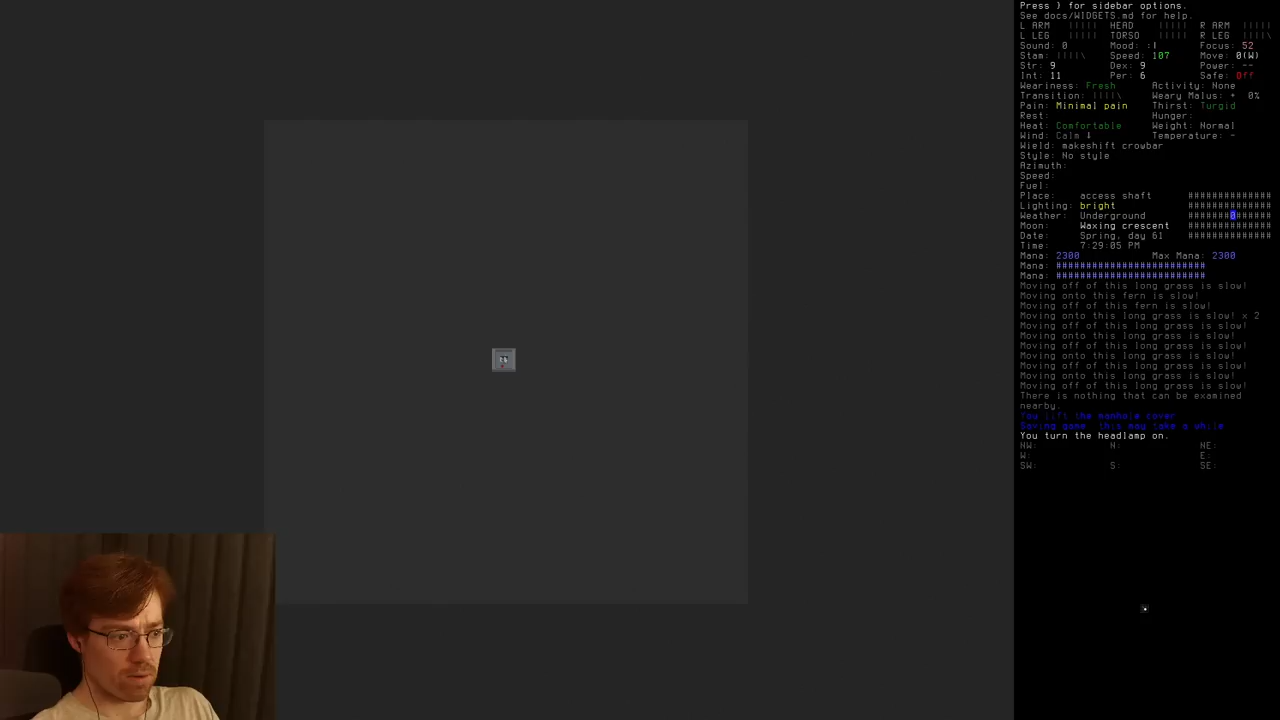 Press } for sidebar options.
See docs/WIDGETS.md for help.
L ARM ||||| HEAD ||||| R ARM |||||
L LEG ||||| TORSO ||||| R LEG ||||\
Sound: 0 Mood: :| Focus: 52
Stam: ||||\ Speed: 107 Move: 0(W)
Str: 9 Dex: 9 Power: --
Int: 11 Per: 6 Safe: Off
Weariness: Fresh Activity: None
Transition: ||||\ Weary Malus: + 0%
Pain: Minimal pain Thirst: Turgid
Rest: Hunger:
Heat: Comfortable Weight: Normal
Wind: Calm ↓ Temperature: -
Wield: makeshift crowbar
Style: No style
Azimuth:
Speed:
Fuel:
Place: access shaft ##############
Lighting: bright ##############
Weather: Underground #######0######
Moon: Waxing crescent ##############
Date: Spring, day 61 ##############
Time: 7:29:05 PM
Mana: 2300 Max Mana: 2300
Mana: #########################
Mana: #########################
Moving off of this long grass is slow!
Moving onto this fern is slow!
Moving off of this fern is slow!
Moving onto this long grass is slow! x 2
Moving off of this long grass is slow!
Moving onto this long grass is slow!
Moving off of this long grass is slow!
Moving onto this long grass is slow!
Moving off of this long grass is slow!
Moving onto this long grass is slow!
Moving off of this long grass is slow!
There is nothing that can be examined
nearby.
You lift the manhole cover
Saving game, this may take a while
You turn the headlamp on.
NW: N: NE:
W: E:
SW: S: SE: